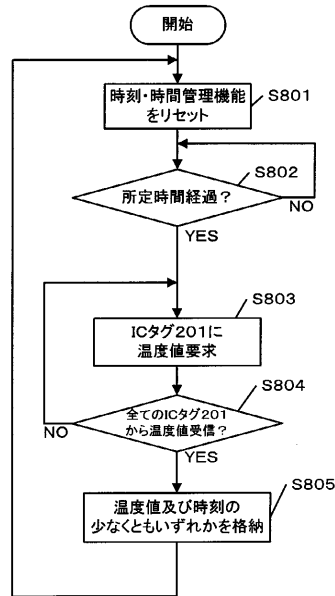 開始
時刻・時間管理機能
をリセット
S801
所定時間経過？
S802
NO
YES
ICタグ201に
温度値要求
S803
全てのICタグ201
から温度値受信？
S804
NO
YES
温度値及び時刻の
少なくともいずれかを格納
S805